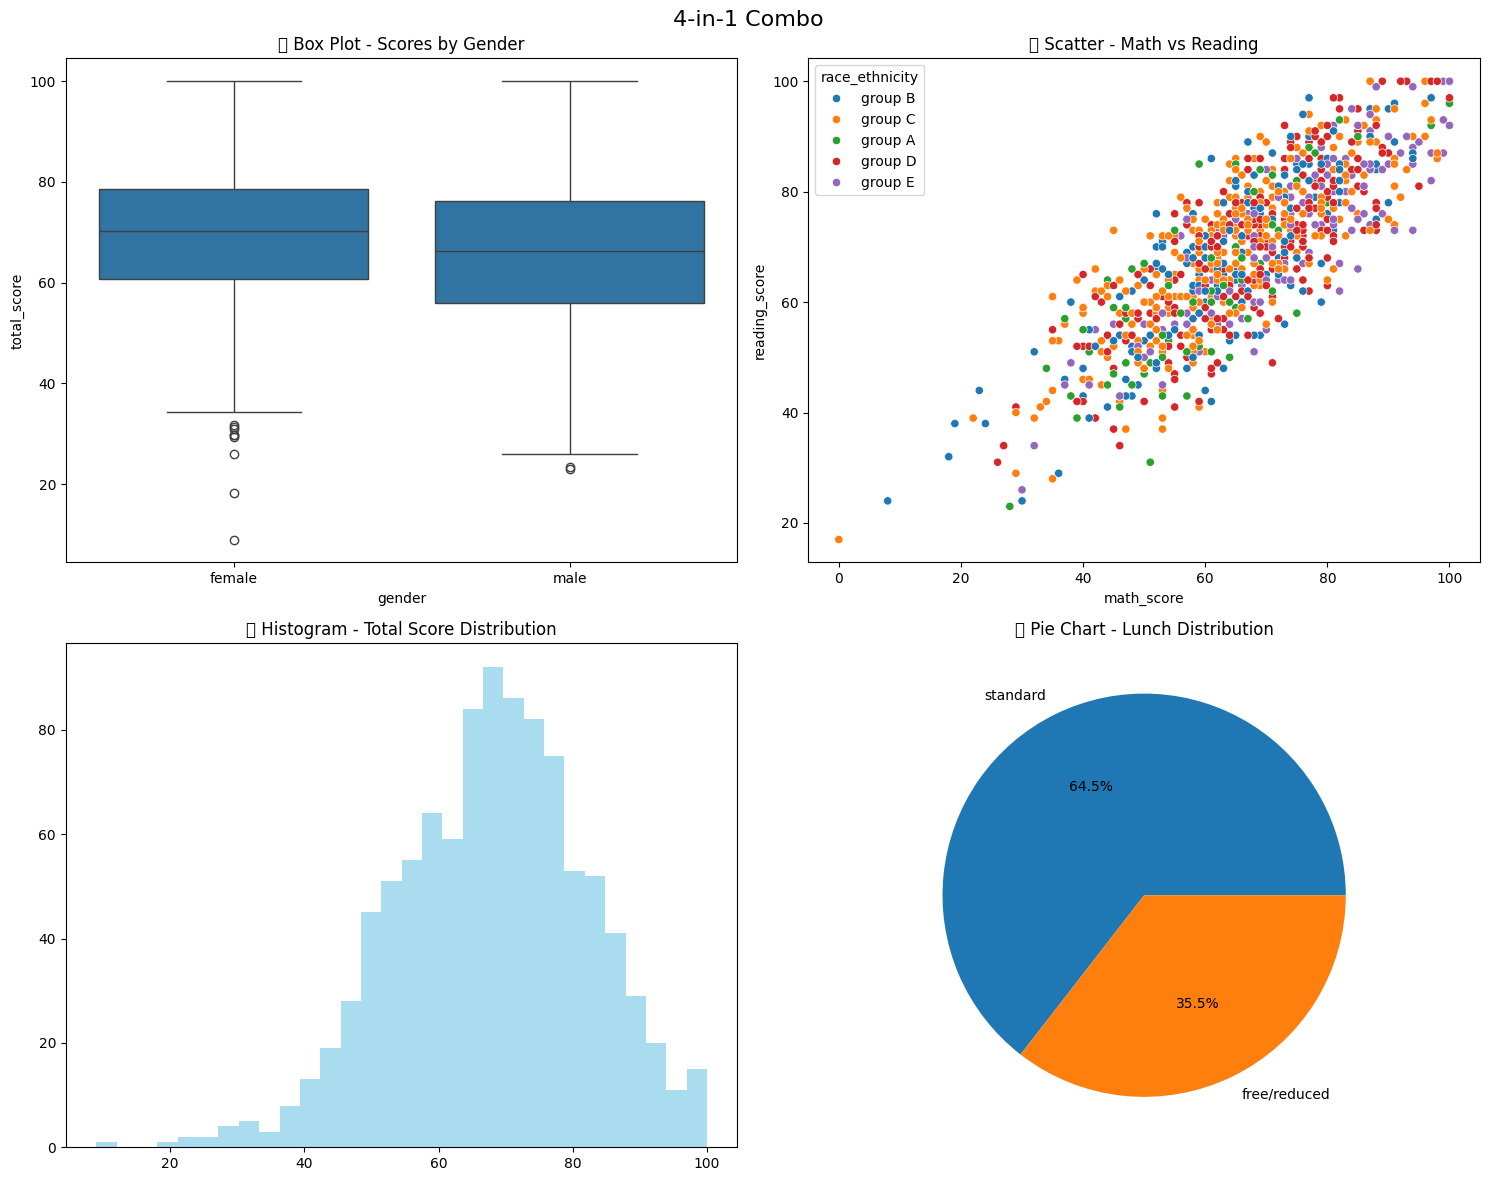 4-in-1 Combo
▯ Box Plot - Scores by Gender
100
80
60
40
20
total_score
female
male
gender
▯ Scatter - Math vs Reading
race_ethnicity
group B
group C
group A
group D
group E
100
80
60
40
20
reading_score
0
20
40
60
80
100
math_score
▯ Histogram - Total Score Distribution
80
60
40
20
0
20
40
60
80
100
▯ Pie Chart - Lunch Distribution
standard
64.5%
35.5%
free/reduced